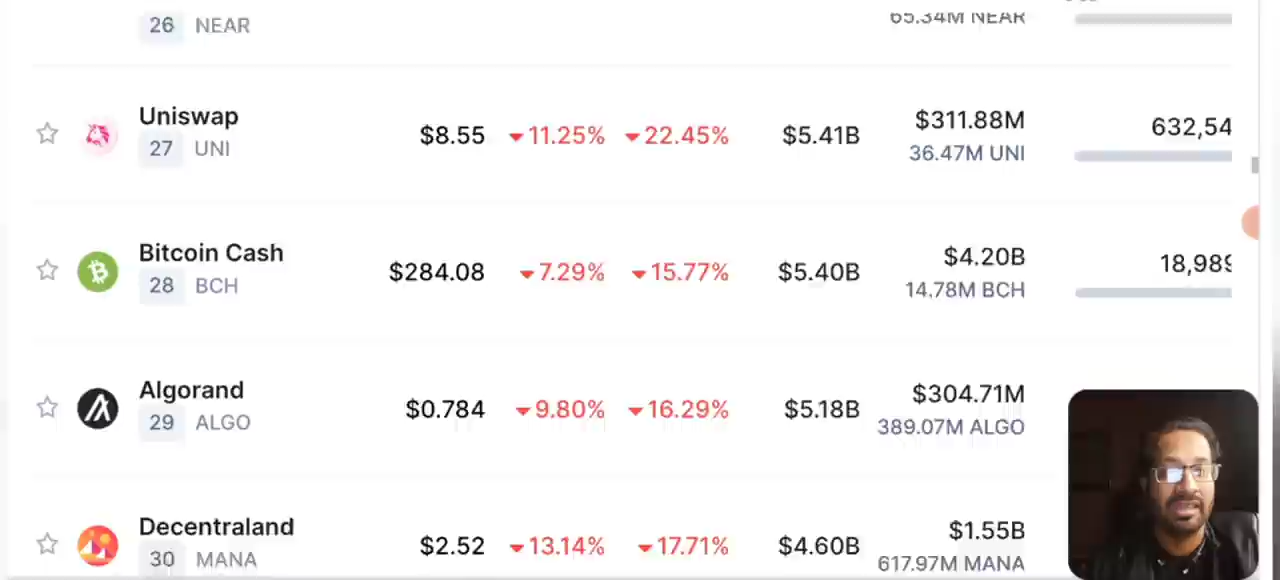 65.34M NEAR
26 NEAR
Uniswap
27 UNI
$8.55 11.25% 22.45% $5.41B $311.88M 632,54
36.47M UNI
Bitcoin Cash
28 BCH
$284.08 7.29% 15.77% $5.40B $4.20B 18,989
14.78M BCH
Algorand
29 ALGO
$0.784 9.80% 16.29% $5.18B $304.71M
389.07M ALGO
Decentraland
30 MANA
$2.52 13.14% 17.71% $4.60B $1.55B
617.97M MANA